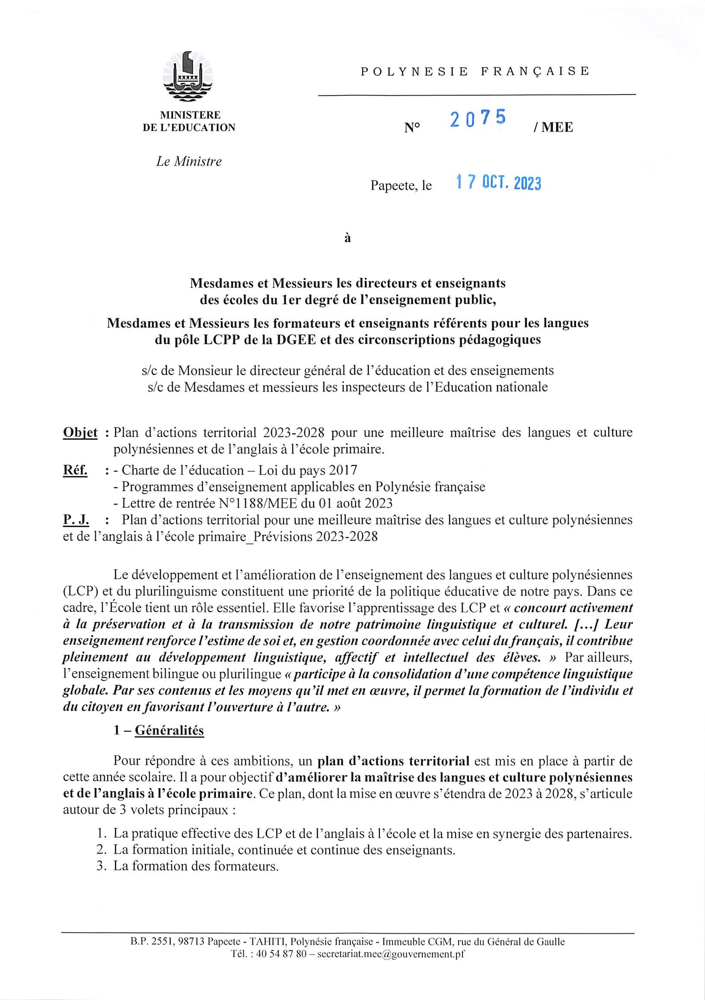 POLYNESIE FRANÇAISE
MINISTERE
DE L'EDUCATION
N° 2075 / MEE
Le Ministre
Papeete, le 17 OCT. 2023
à
Mesdames et Messieurs les directeurs et enseignants
des écoles du 1er degré de l'enseignement public,
Mesdames et Messieurs les formateurs et enseignants référents pour les langues
du pôle LCPP de la DGEE et des circonscriptions pédagogiques
s/c de Monsieur le directeur général de l'éducation et des enseignements
s/c de Mesdames et messieurs les inspecteurs de l'Education nationale
Objet : Plan d'actions territorial 2023-2028 pour une meilleure maîtrise des langues et culture
polynésiennes et de l'anglais à l'école primaire.
Réf. : - Charte de l'éducation – Loi du pays 2017
- Programmes d'enseignement applicables en Polynésie française
- Lettre de rentrée N°1188/MEE du 01 août 2023
P. J. : Plan d'actions territorial pour une meilleure maîtrise des langues et culture polynésiennes
et de l'anglais à l'école primaire_Prévisions 2023-2028
Le développement et l'amélioration de l'enseignement des langues et culture polynésiennes
(LCP) et du plurilinguisme constituent une priorité de la politique éducative de notre pays. Dans ce
cadre, l'École tient un rôle essentiel. Elle favorise l'apprentissage des LCP et « concourt activement
à la préservation et à la transmission de notre patrimoine linguistique et culturel. […] Leur
enseignement renforce l'estime de soi et, en gestion coordonnée avec celui du français, il contribue
pleinement au développement linguistique, affectif et intellectuel des élèves. » Par ailleurs,
l'enseignement bilingue ou plurilingue « participe à la consolidation d'une compétence linguistique
globale. Par ses contenus et les moyens qu'il met en œuvre, il permet la formation de l'individu et
du citoyen en favorisant l'ouverture à l'autre. »
1 – Généralités
Pour répondre à ces ambitions, un plan d'actions territorial est mis en place à partir de
cette année scolaire. Il a pour objectif d'améliorer la maîtrise des langues et culture polynésiennes
et de l'anglais à l'école primaire. Ce plan, dont la mise en œuvre s'étendra de 2023 à 2028, s'articule
autour de 3 volets principaux :
1. La pratique effective des LCP et de l'anglais à l'école et la mise en synergie des partenaires.
2. La formation initiale, continuée et continue des enseignants.
3. La formation des formateurs.
B.P. 2551, 98713 Papeete - TAHITI, Polynésie française - Immeuble CGM, rue du Général de Gaulle
Tél. : 40 54 87 80 – secretariat.mee@gouvernement.pf